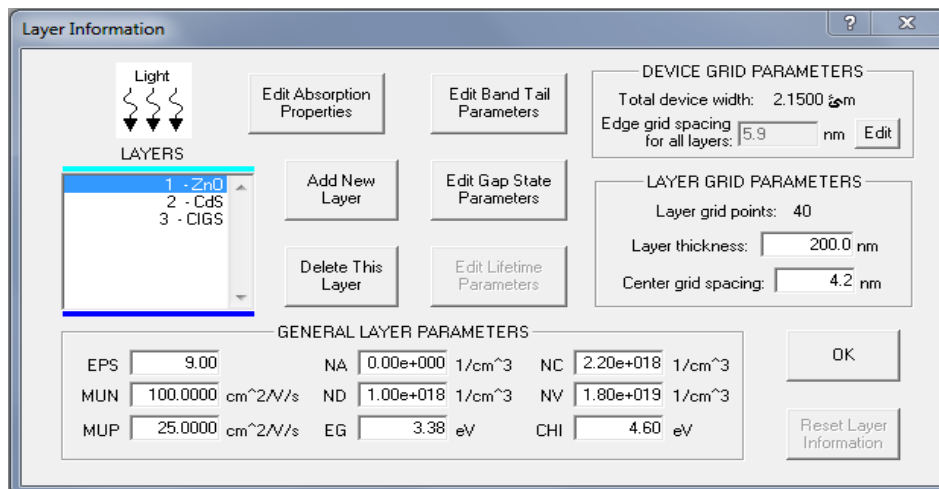 Layer Information
?
Light
LAYERS
1 - ZnO
2 - CdS
3 - CIGS
Edit Absorption
Properties
Edit Band Tail
Parameters
Add New
Layer
Edit Gap State
Parameters
Delete This
Layer
Edit Lifetime
Parameters
DEVICE GRID PARAMETERS
Total device width: 2.1500 ئm
Edge grid spacing
for all layers: 5.9 nm Edit
LAYER GRID PARAMETERS
Layer grid points: 40
Layer thickness: 200.0 nm
Center grid spacing: 4.2 nm
GENERAL LAYER PARAMETERS
EPS 9.00 NA 0.00e+000 1/cm^3 NC 2.20e+018 1/cm^3
MUN 100.0000 cm^2/V/s ND 1.00e+018 1/cm^3 NV 1.80e+019 1/cm^3
MUP 25.0000 cm^2/V/s EG 3.38 eV CHI 4.60 eV
OK
Reset Layer
Information